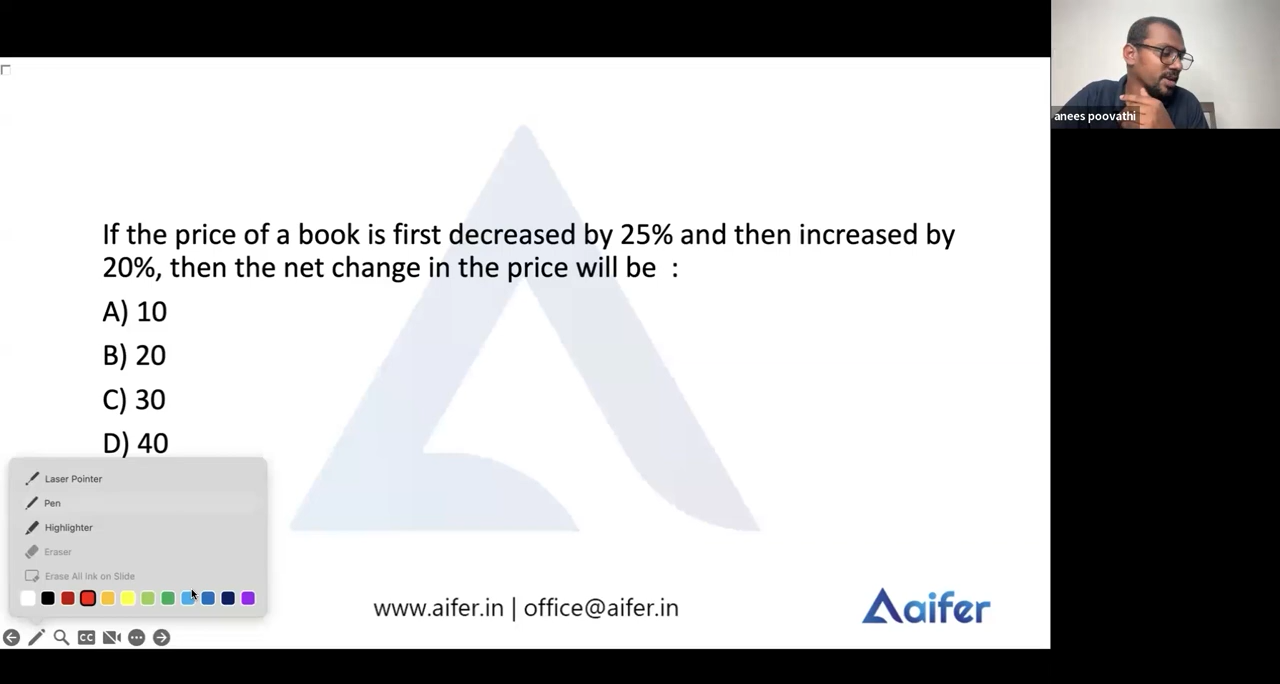 anees poovathi
If the price of a book is first decreased by 25% and then increased by
20%, then the net change in the price will be :
A) 10
B) 20
C) 30
D) 40
Laser Pointer
Pen
Highlighter
Eraser
Erase All Ink on Slide
CC
www.aifer.in | office@aifer.in
aifer